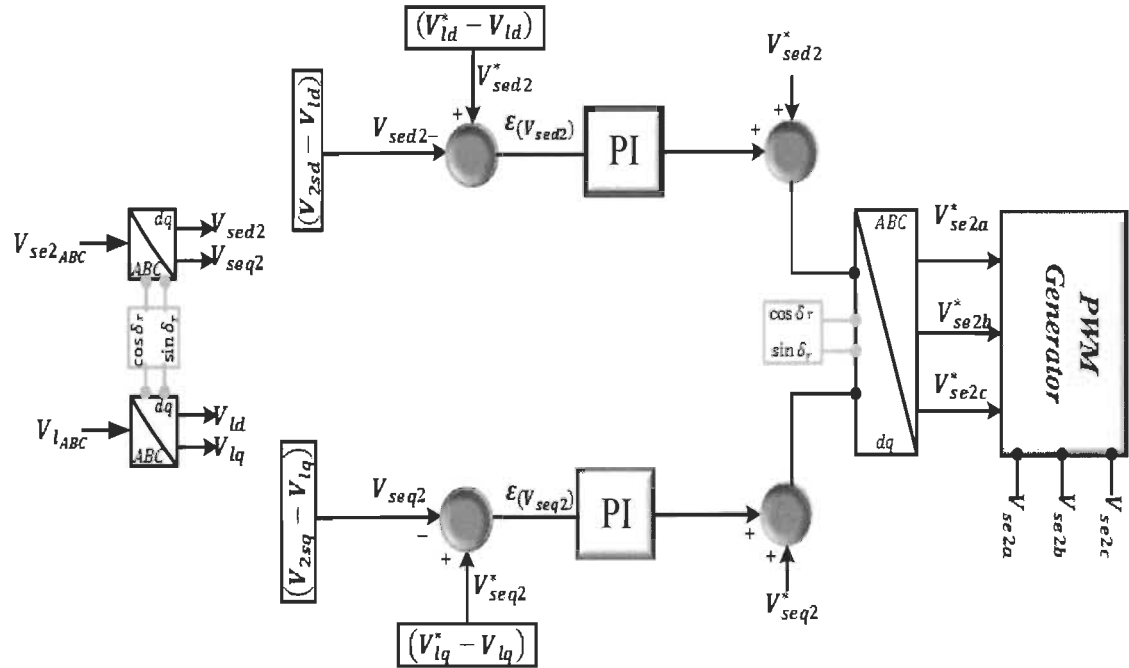 (V*ld − Vld)
V*sed2
+
V*sed2
(V2sd − Vld)
Vsed2
−
ε(Vsed2)
PI
+
+
Vse2ABC
dq
ABC
Vsed2
Vseq2
cos δr
sin δr
VlABC
dq
ABC
Vld
Vlq
cos δr
sin δr
ABC
dq
V*se2a
V*se2b
V*se2c
PWM
Generator
Vse2a
Vse2b
Vse2c
(V2sq − Vlq)
Vseq2
−
+
ε(Vseq2)
PI
+
+
V*seq2
V*seq2
(V*lq − Vlq)